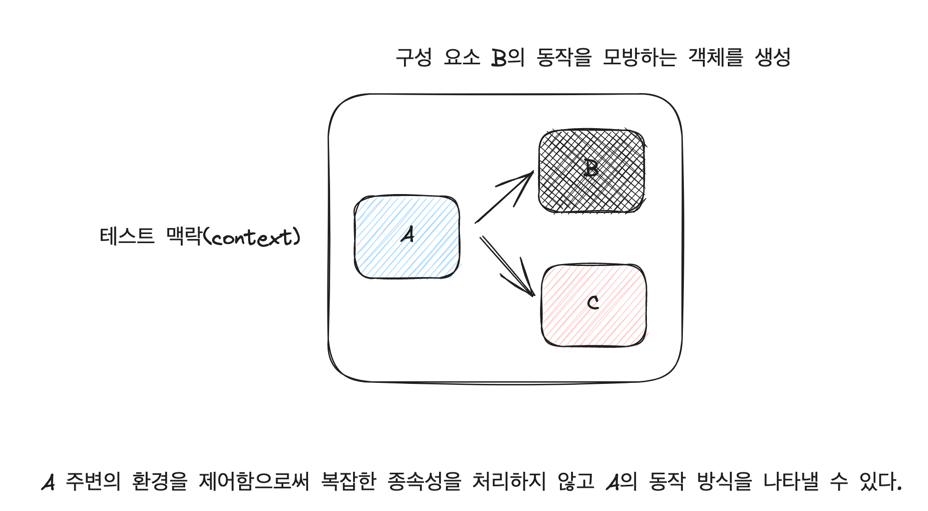 구성 요소 B의 동작을 모방하는 객체를 생성
B
A
테스트 맥락(context)
C
A 주변의 환경을 제어함으로써 복잡한 종속성을 처리하지 않고 A의 동작 방식을 나타낼 수 있다.